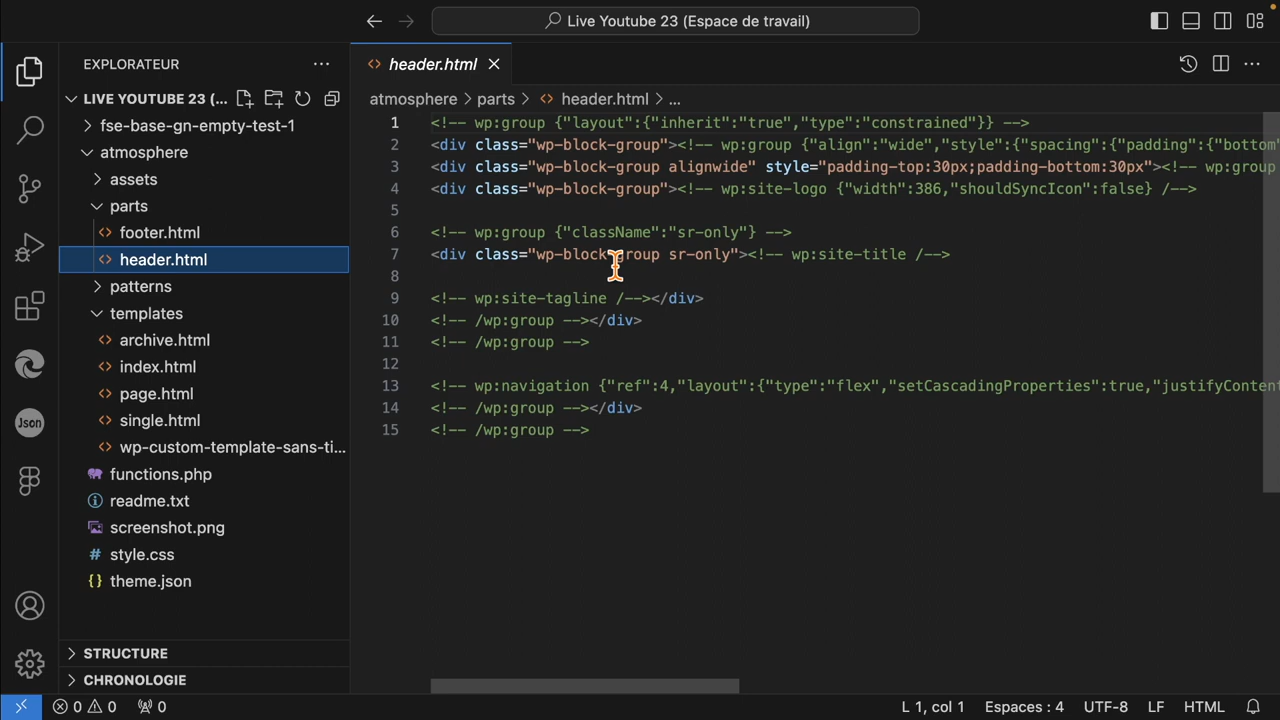 Live Youtube 23 (Espace de travail)
EXPLORATEUR
header.html
LIVE YOUTUBE 23 (...
atmosphere > parts > header.html > ...
fse-base-gn-empty-test-1
atmosphere
assets
parts
footer.html
header.html
patterns
templates
archive.html
index.html
page.html
single.html
wp-custom-template-sans-ti...
functions.php
readme.txt
screenshot.png
style.css
theme.json
STRUCTURE
CHRONOLOGIE
Json
1 <!-- wp:group {"layout":{"inherit":"true","type":"constrained"}} -->
2 <div class="wp-block-group"><!-- wp:group {"align":"wide","style":{"spacing":{"padding":{"bottom"
3 <div class="wp-block-group alignwide" style="padding-top:30px;padding-bottom:30px"><!-- wp:group
4 <div class="wp-block-group"><!-- wp:site-logo {"width":386,"shouldSyncIcon":false} /-->
5
6 <!-- wp:group {"className":"sr-only"} -->
7 <div class="wp-block-group sr-only"><!-- wp:site-title /-->
8
9 <!-- wp:site-tagline /--></div>
10 <!-- /wp:group --></div>
11 <!-- /wp:group -->
12
13 <!-- wp:navigation {"ref":4,"layout":{"type":"flex","setCascadingProperties":true,"justifyConten
14 <!-- /wp:group --></div>
15 <!-- /wp:group -->
0 0 0 L 1, col 1 Espaces : 4 UTF-8 LF HTML